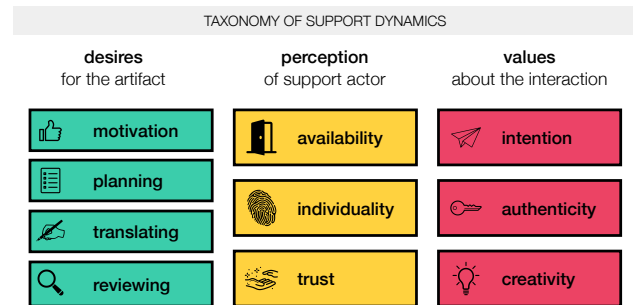 TAXONOMY OF SUPPORT DYNAMICS
desires
for the artifact
motivation
planning
translating
reviewing
perception
of support actor
availability
individuality
trust
values
about the interaction
intention
authenticity
creativity